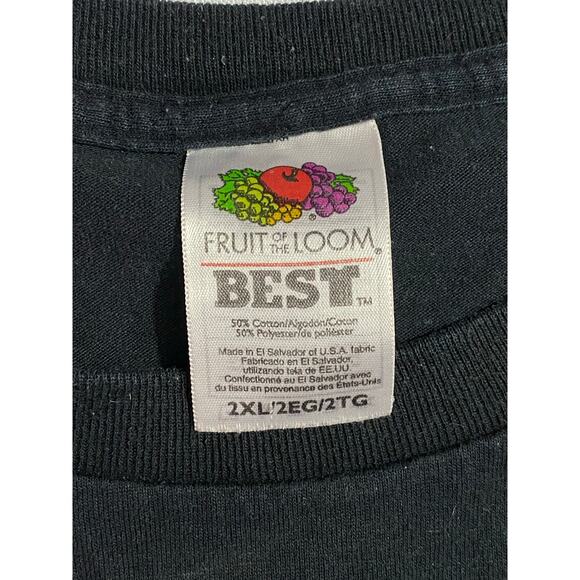 FRUIT OF THE LOOM®
BEST™
50% Cotton/Algodón/Coton
50% Polyester/de poliéster
Made in El Salvador of U.S.A. fabric
Fabricado en El Salvador,
utilizando tela de EE.UU.
Confectionné au El Salvador avec
du tissu en provenance des États-Unis
2XL/2EG/2TG